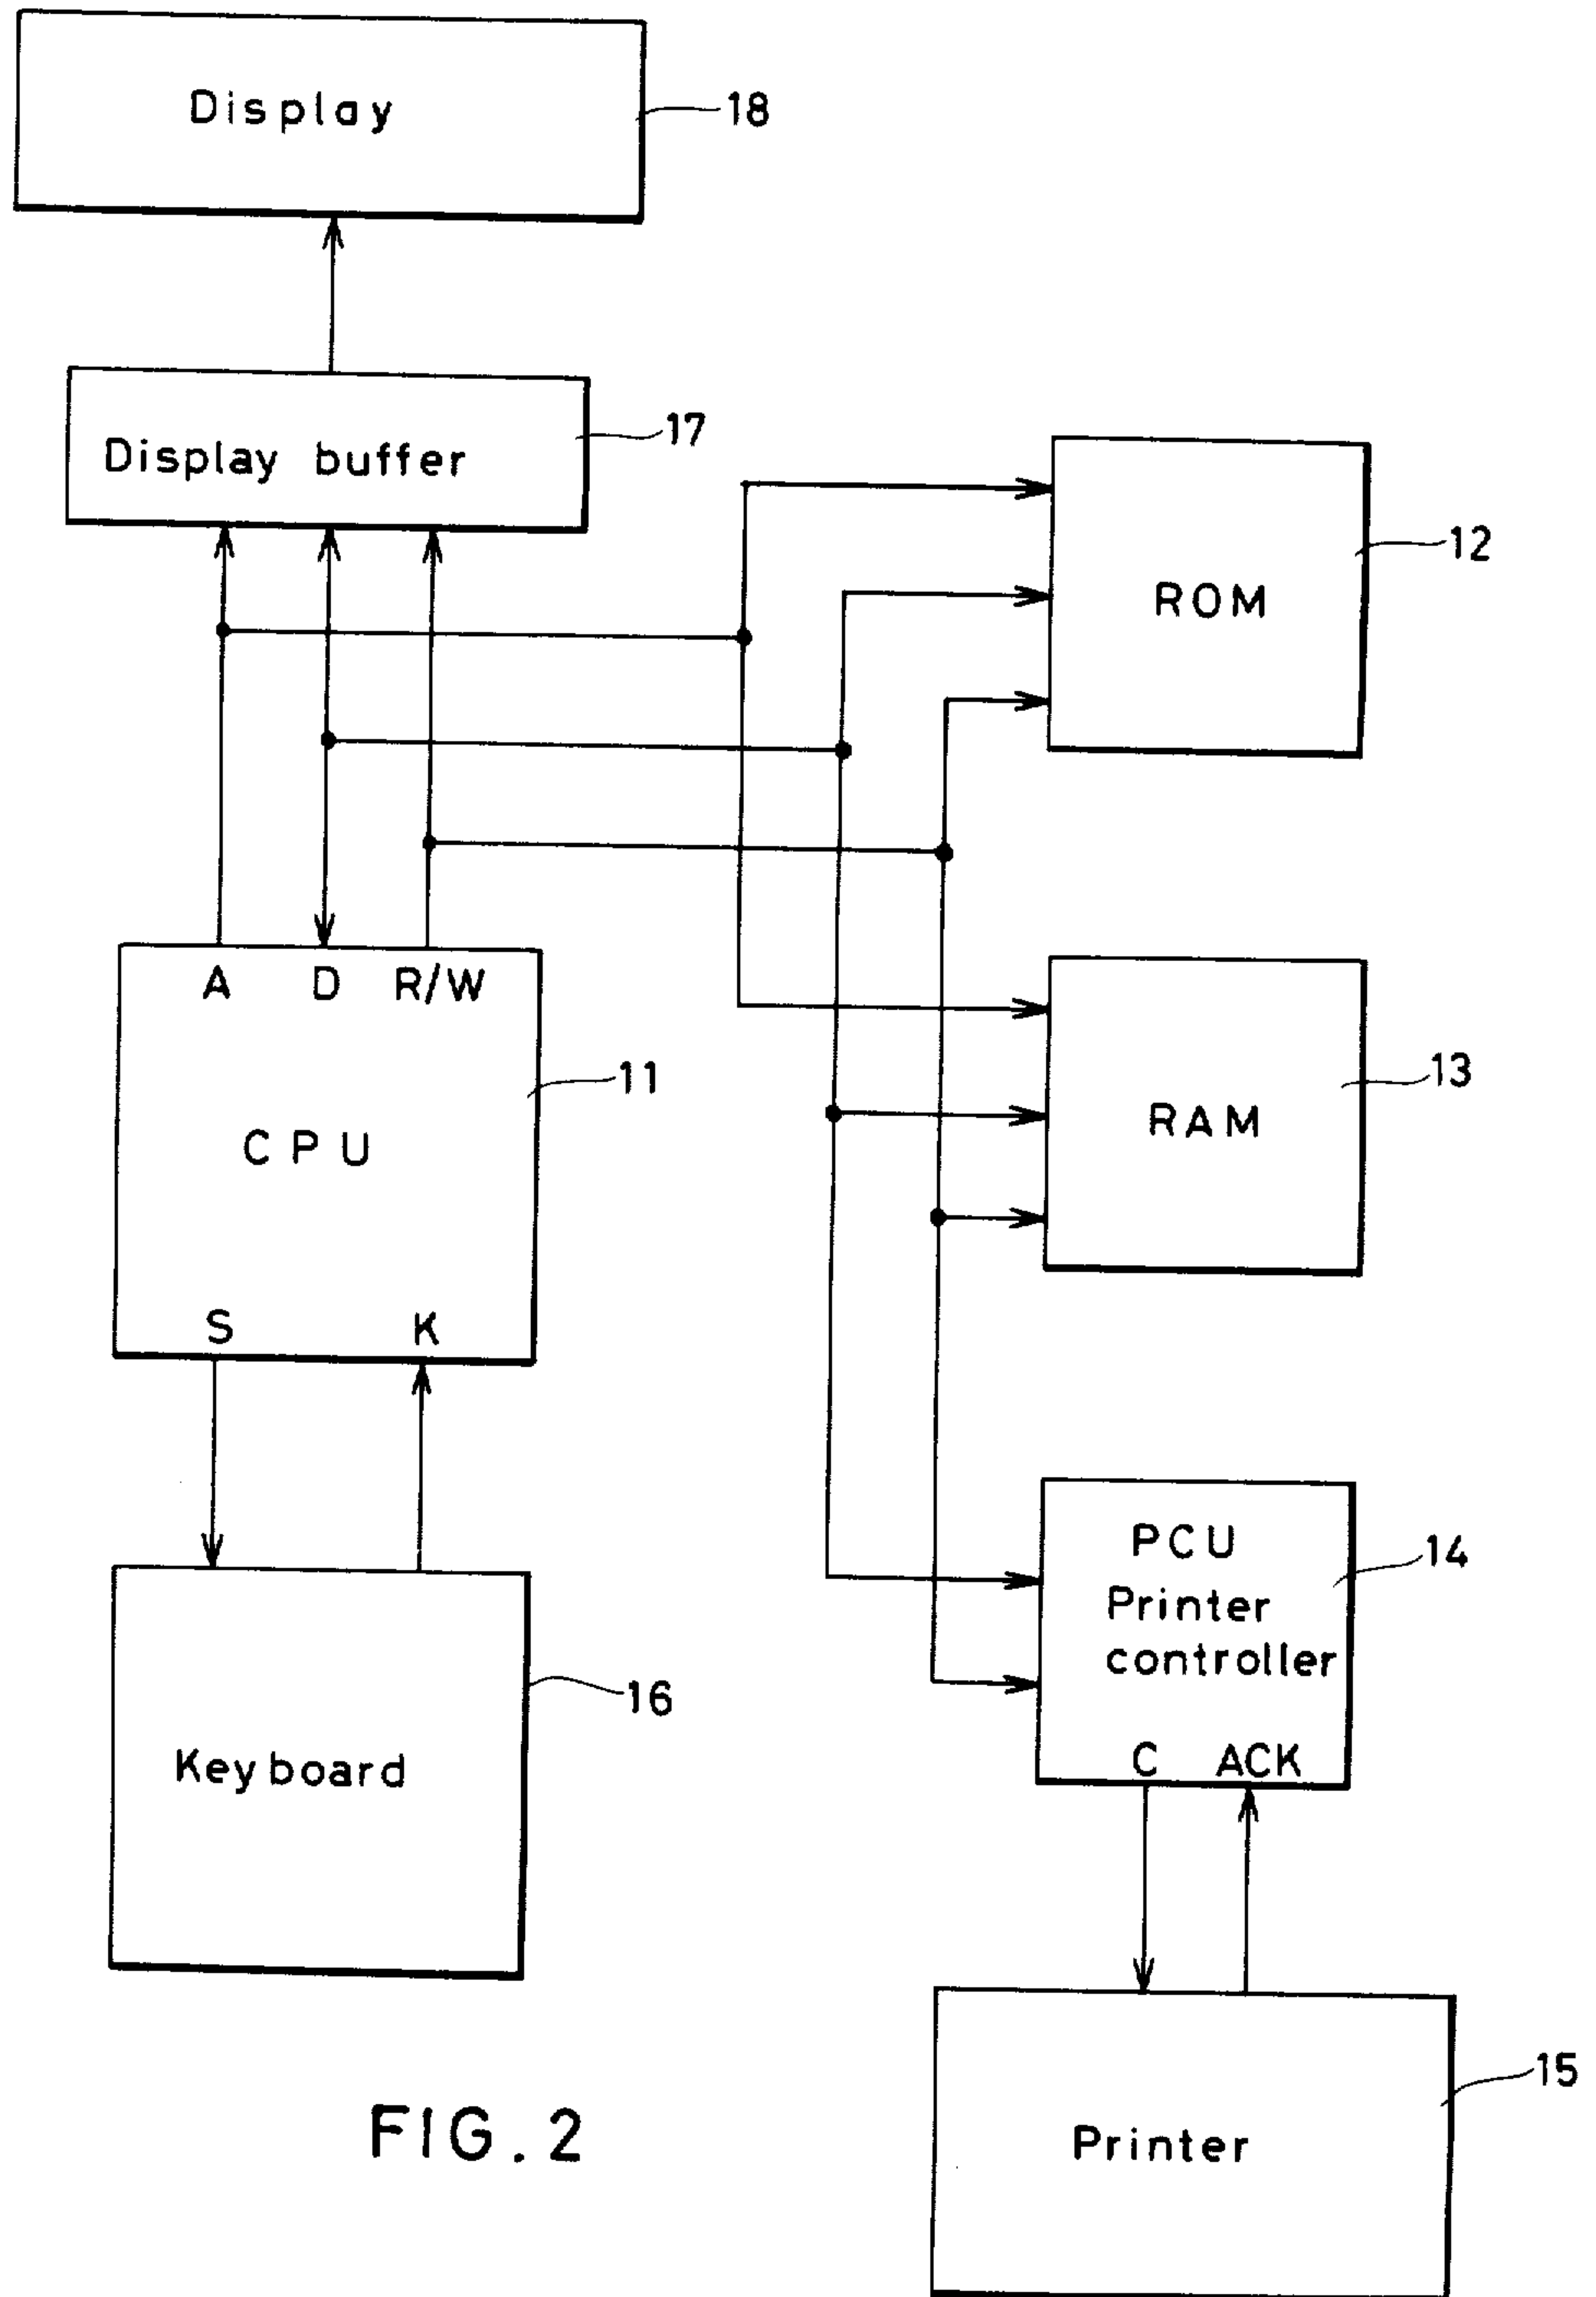 Display
18
Display buffer
17
ROM
12
A D R/W
CPU
11
S K
RAM
13
PCU
Printer
controller
14
C ACK
Keyboard
16
Printer
15
FIG. 2